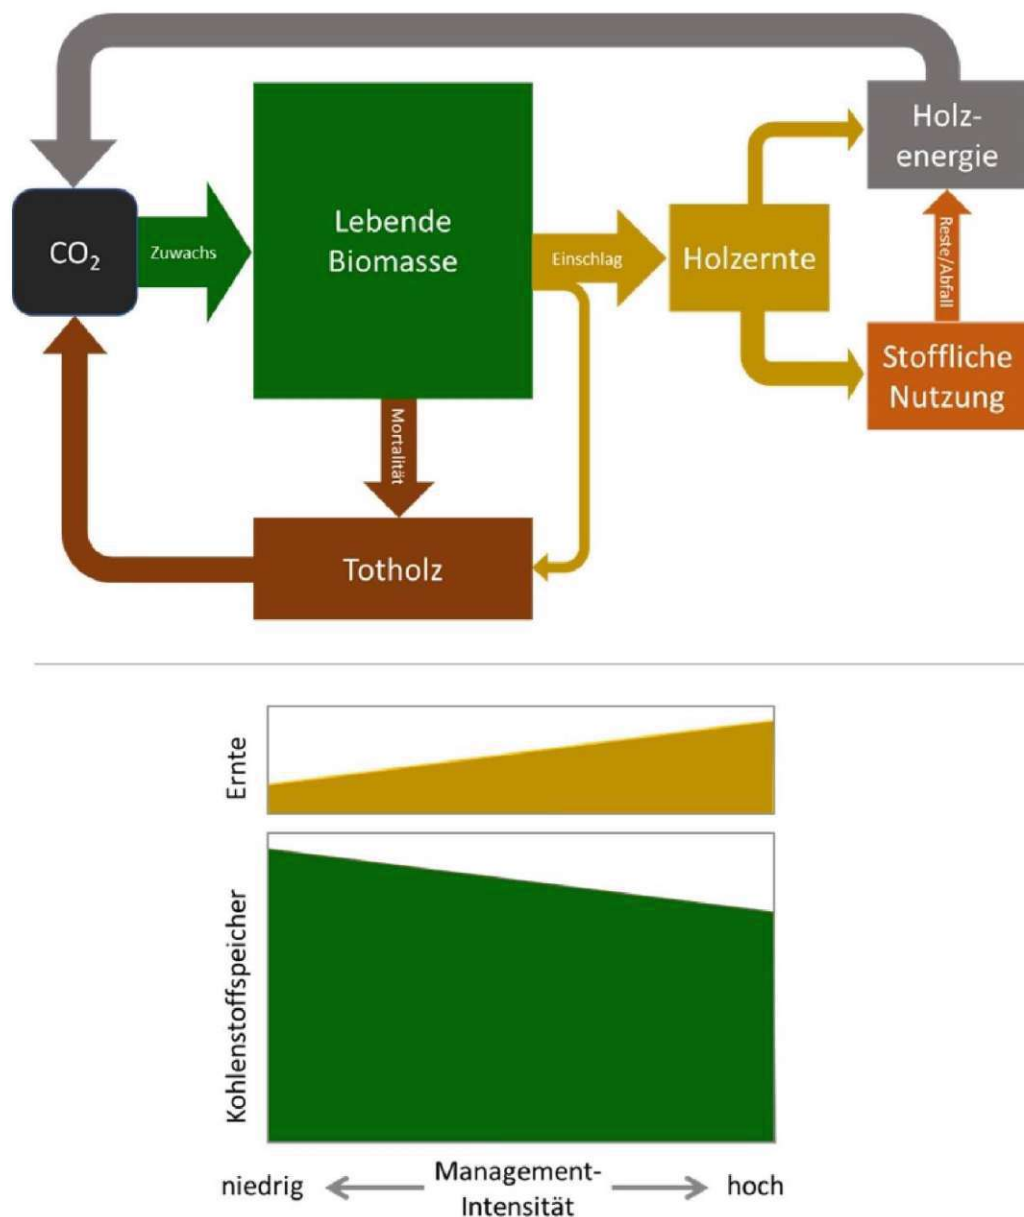 Holz-
energie
CO₂
Zuwachs
Lebende
Biomasse
Einschlag
Holzernte
Reste/Abfall
Stoffliche
Nutzung
Mortalität
Totholz
Ernte
Kohlenstoffspeicher
niedrig
Management-
Intensität
hoch